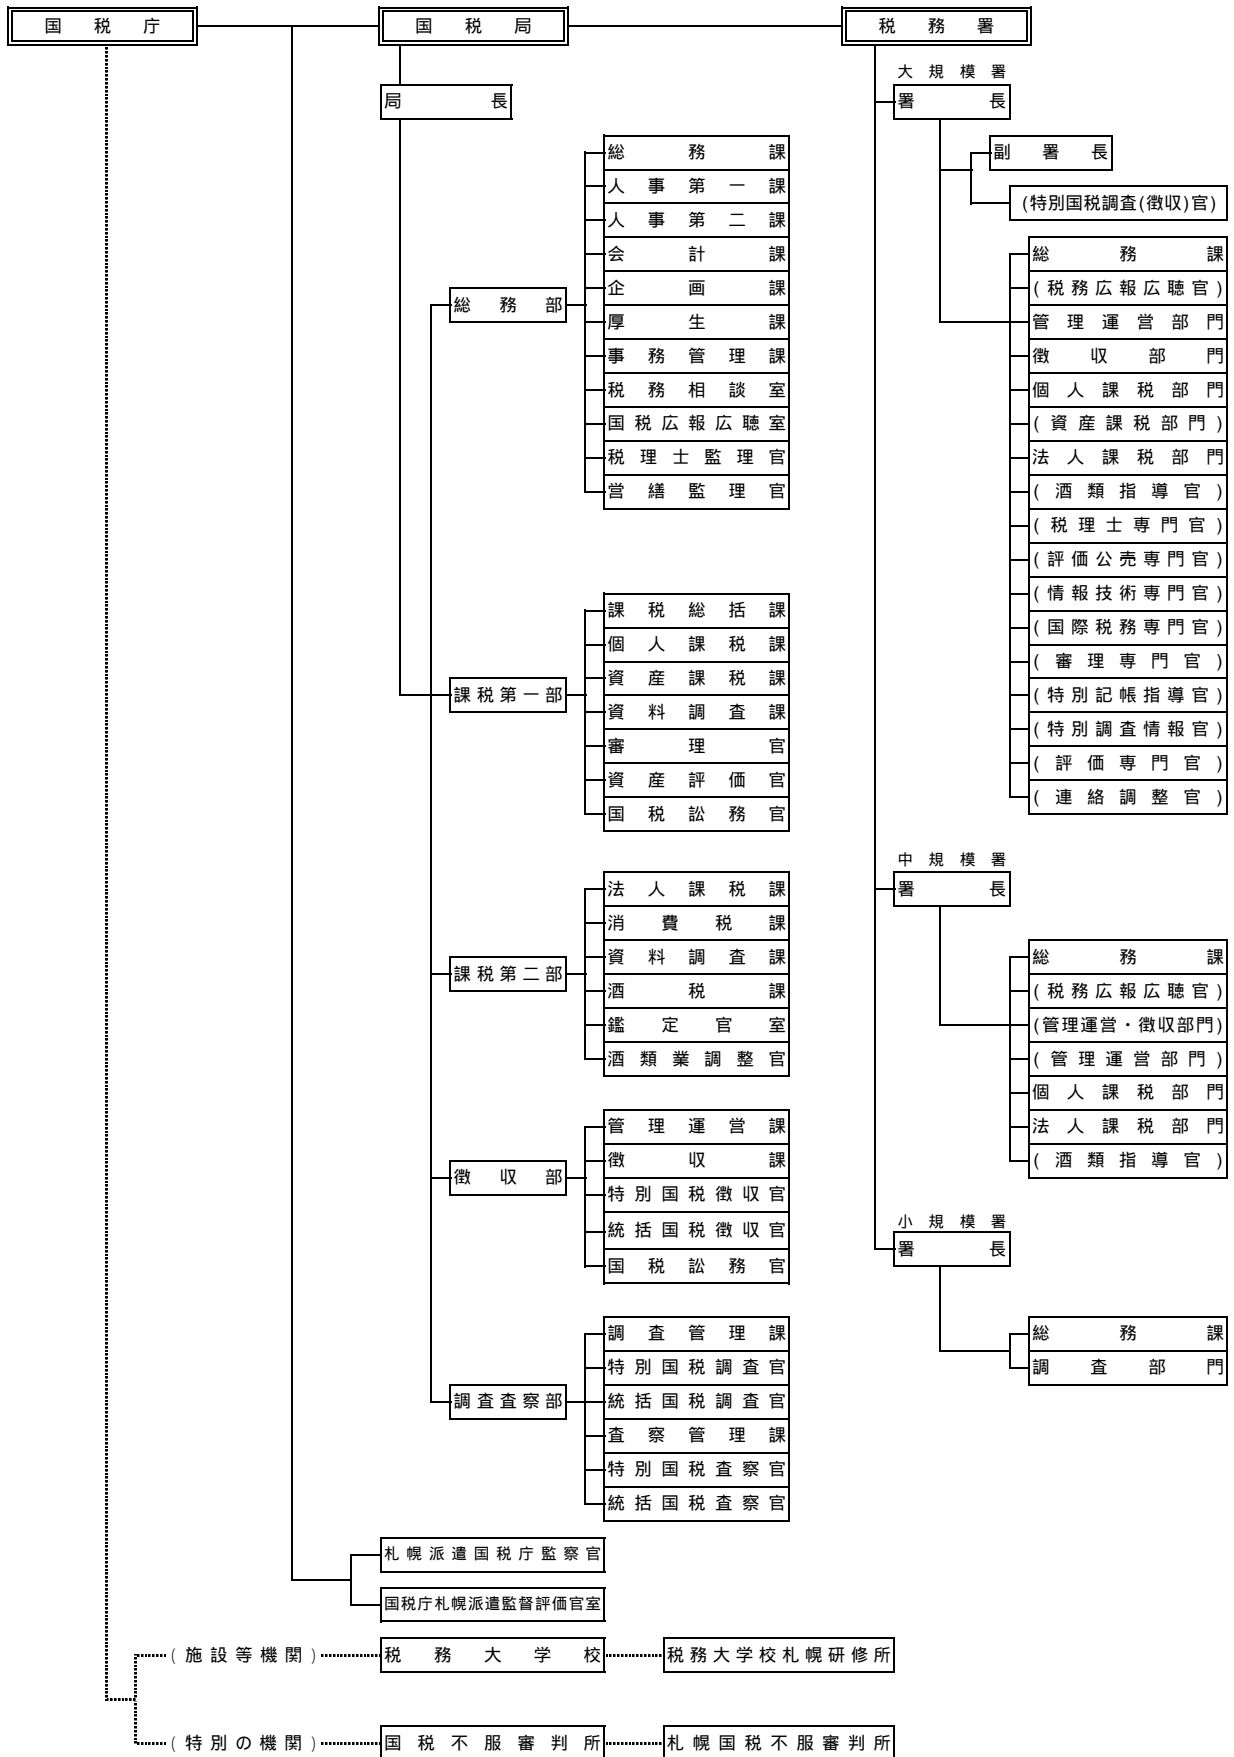 国税庁
国税局
税務署
局長
総務部
総務課
人事第一課
人事第二課
会計課
企画課
厚生課
事務管理課
税務相談室
国税広報広聴室
税理士監理官
営繕監理官
課税第一部
課税総括課
個人課税課
資産課税課
資料調査課
審理官
資産評価官
国税訟務官
課税第二部
法人課税課
消費税課
資料調査課
酒税課
鑑定官室
酒類業調整官
徴収部
管理運営課
徴収課
特別国税徴収官
統括国税徴収官
国税訟務官
調査査察部
調査管理課
特別国税調査官
統括国税調査官
査察管理課
特別国税査察官
統括国税査察官
大規模署
署長
副署長
(特別国税調査(徴収)官)
総務課
(税務広報広聴官)
管理運営部門
徴収部門
個人課税部門
(資産課税部門)
法人課税部門
(酒類指導官)
(税理士専門官)
(評価公売専門官)
(情報技術専門官)
(国際税務専門官)
(審理専門官)
(特別記帳指導官)
(特別調査情報官)
(評価専門官)
(連絡調整官)
中規模署
署長
総務課
(税務広報広聴官)
(管理運営・徴収部門)
(管理運営部門)
個人課税部門
法人課税部門
(酒類指導官)
小規模署
署長
総務課
調査部門
札幌派遣国税庁監察官
国税庁札幌派遣監督評価官室
(施設等機関)
税務大学校
税務大学校札幌研修所
(特別の機関)
国税不服審判所
札幌国税不服審判所